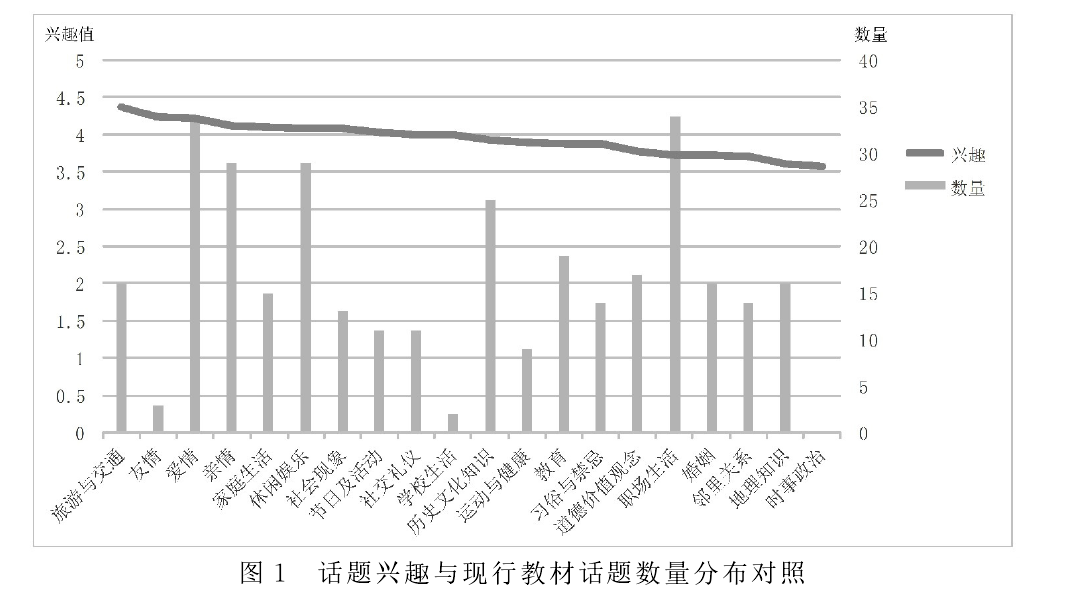 兴趣值 数量
5 40
4.5 35
4 30
3.5 25
3 20
2.5 15
2 10
1.5 5
1 0
0.5
0
兴趣
数量
旅游与交通
友情
爱情
亲情
家庭生活
休闲娱乐
社会现象
节日及活动
社交礼仪
学校生活
历史文化知识
运动与健康
教育
习俗与禁忌
道德价值观念
职场生活
婚姻
邻里关系
地理知识
时事政治
图 1 话题兴趣与现行教材话题数量分布对照